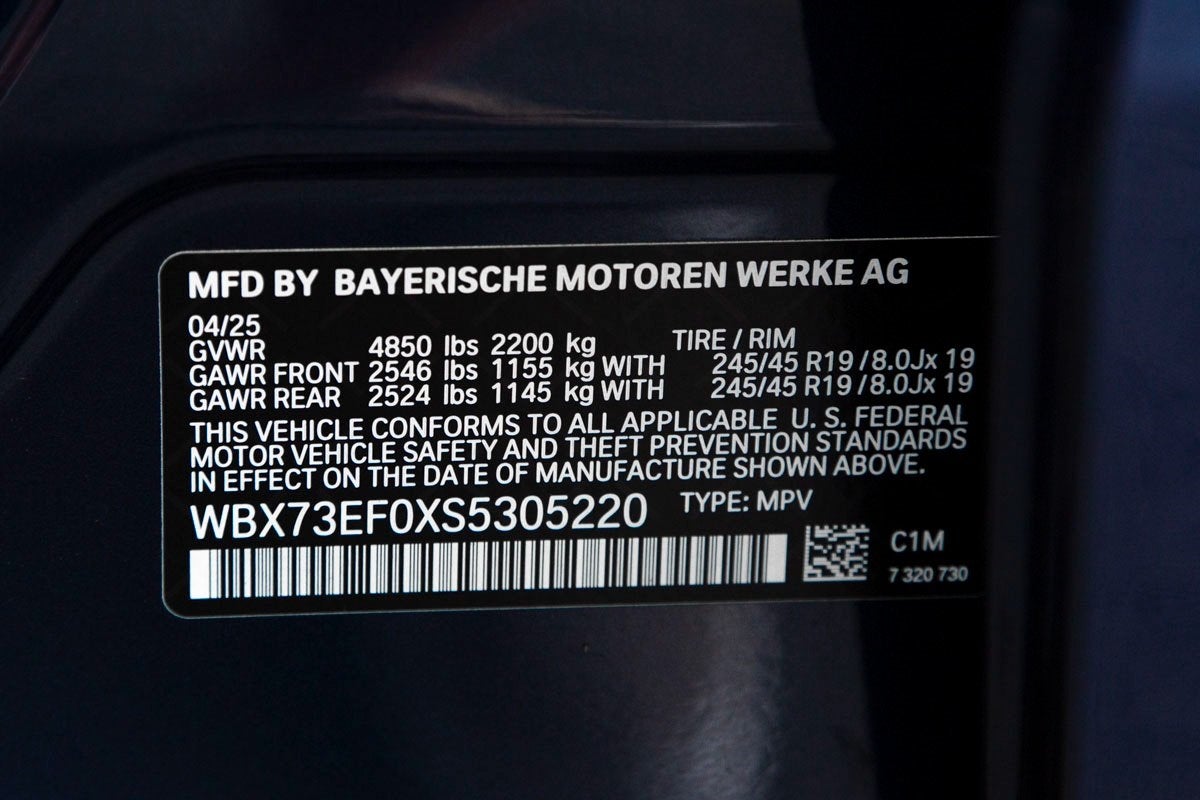 MFD BY BAYERISCHE MOTOREN WERKE AG
04/25
GVWR 4850 lbs 2200 kg TIRE / RIM
GAWR FRONT 2546 lbs 1155 kg WITH 245/45 R19 /8.0Jx 19
GAWR REAR 2524 lbs 1145 kg WITH 245/45 R19 /8.0Jx 19
THIS VEHICLE CONFORMS TO ALL APPLICABLE U. S. FEDERAL
MOTOR VEHICLE SAFETY AND THEFT PREVENTION STANDARDS
IN EFFECT ON THE DATE OF MANUFACTURE SHOWN ABOVE.
WBX73EF0XS5305220 TYPE: MPV
C1M
7 320 730